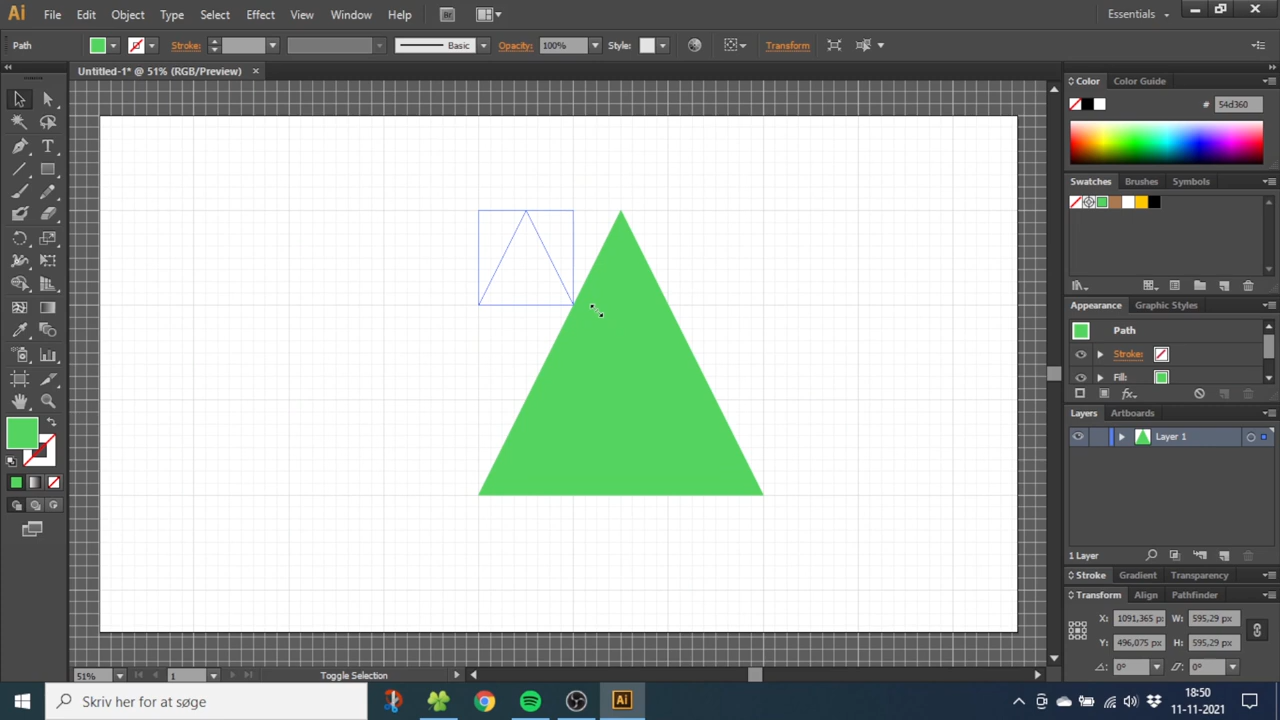 Ai File Edit Object Type Select Effect View Window Help Br Essentials
Path Stroke: Basic Opacity: 100% Style: Transform
Untitled-1* @ 51% (RGB/Preview)
Color Color Guide
# 54d360
T
Swatches Brushes Symbols
Appearance Graphic Styles
Path
Stroke:
Fill:
fx
Layers Artboards
Layer 1
1 Layer
Stroke Gradient Transparency
Transform Align Pathfinder
X: 1091,365 px W: 595,29 px
Y: 496,075 px H: 595,29 px
0° 0°
51% 1 Toggle Selection
Skriv her for at søge
Ai
18:50
11-11-2021